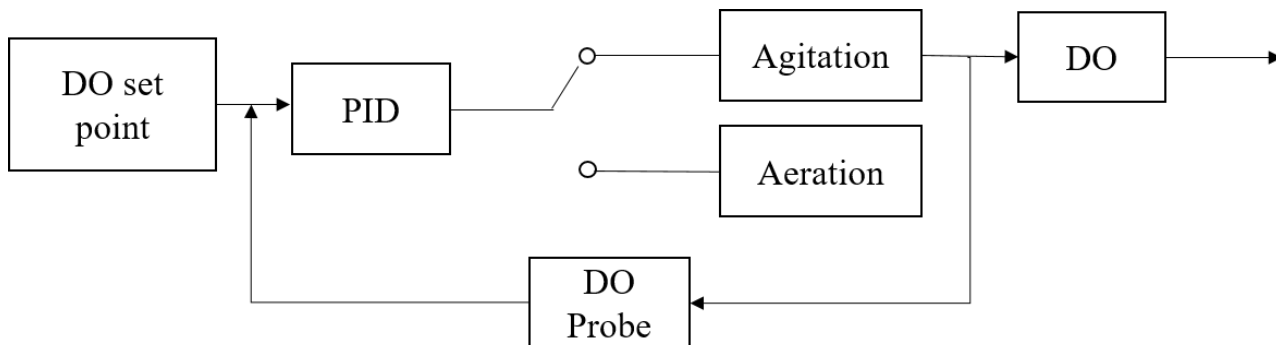 DO set
point
PID
Agitation
Aeration
DO
DO
Probe